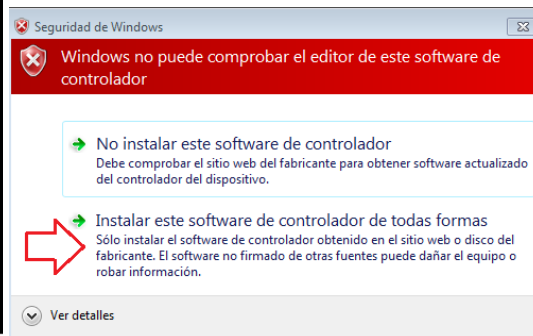 Seguridad de Windows
Windows no puede comprobar el editor de este software de
controlador
No instalar este software de controlador
Debe comprobar el sitio web del fabricante para obtener software actualizado
del controlador del dispositivo.
Instalar este software de controlador de todas formas
Sólo instalar el software de controlador obtenido en el sitio web o disco del
fabricante. El software no firmado de otras fuentes puede dañar el equipo o
robar información.
Ver detalles